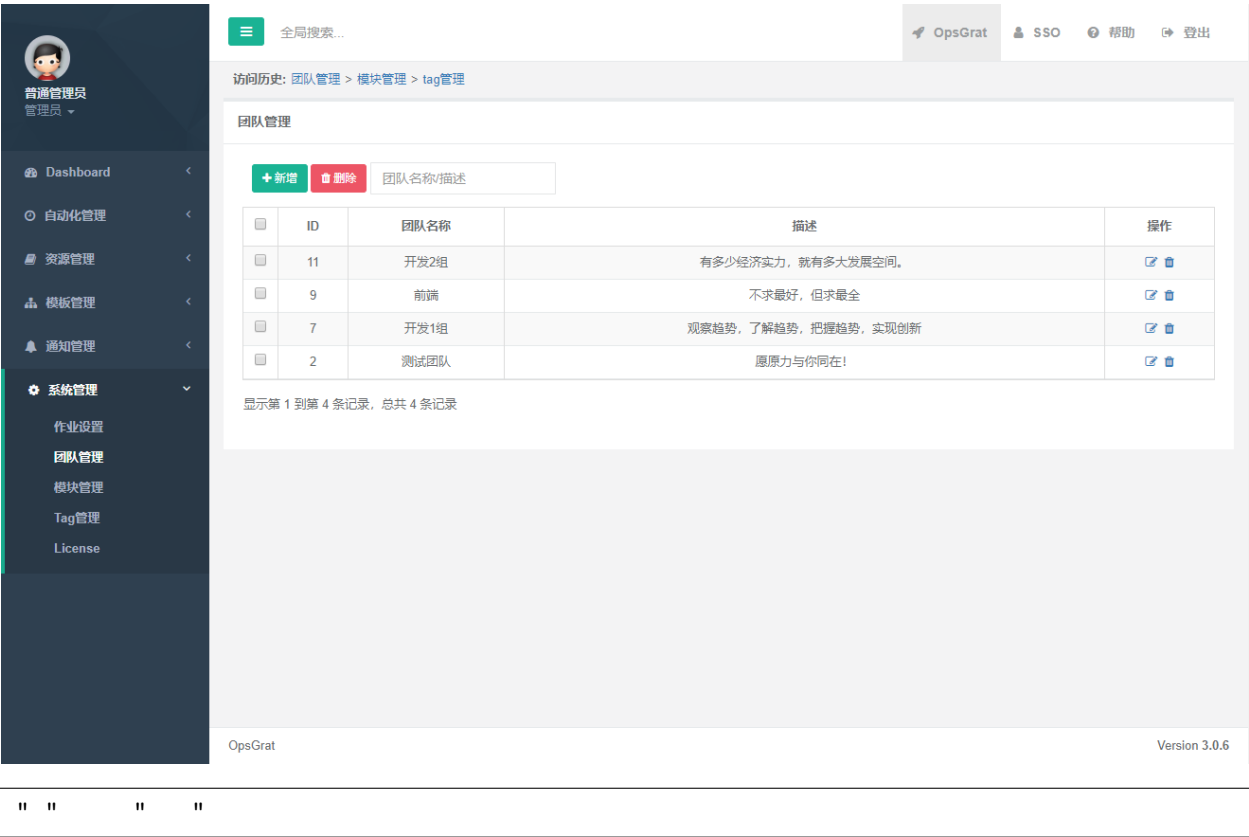 全局搜索...
OpsGrat SSO 帮助 登出
普通管理员
管理员
访问历史: 团队管理 > 模块管理 > tag管理
团队管理
Dashboard
自动化管理
资源管理
模板管理
通知管理
系统管理
作业设置
团队管理
模块管理
Tag管理
License
新增 删除 团队名称/描述
ID 团队名称 描述 操作
11 开发2组 有多少经济实力，就有多大发展空间。
9 前端 不求最好，但求最全
7 开发1组 观察趋势，了解趋势，把握趋势，实现创新
2 测试团队 愿原力与你同在!
显示第 1 到第 4 条记录，总共 4 条记录
OpsGrat Version 3.0.6
" " " "